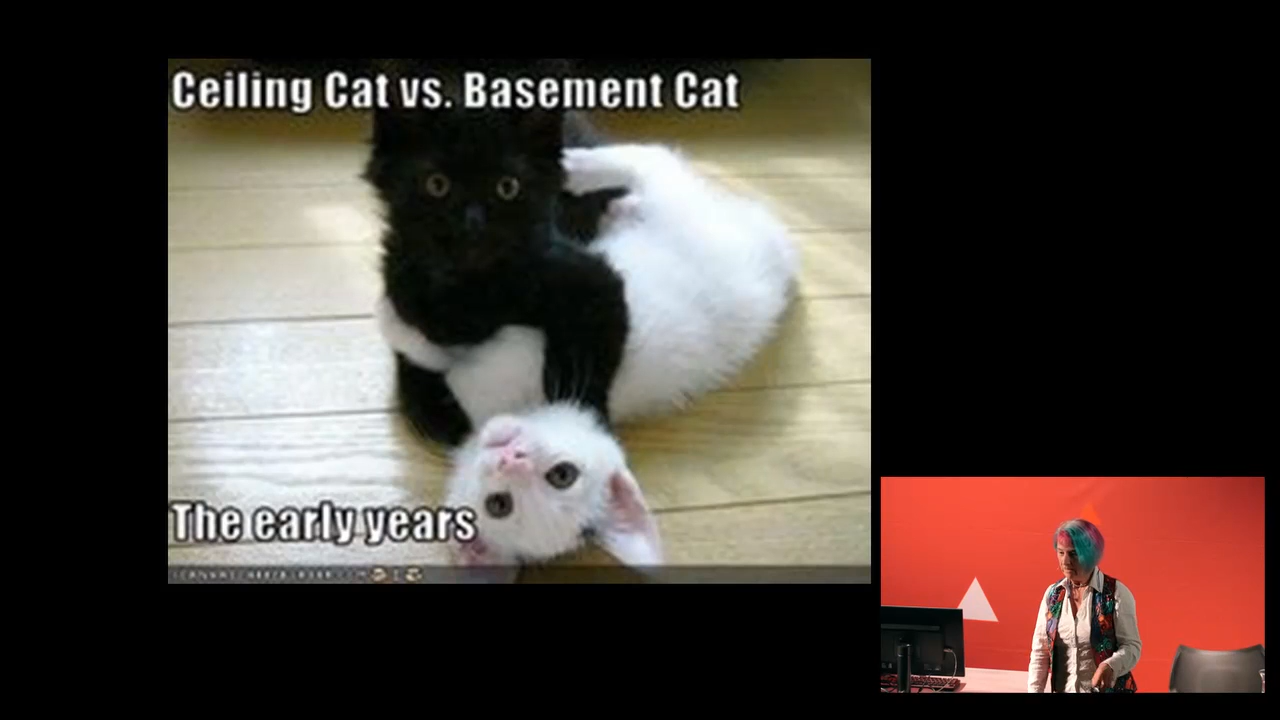 Ceiling Cat vs. Basement Cat
The early years